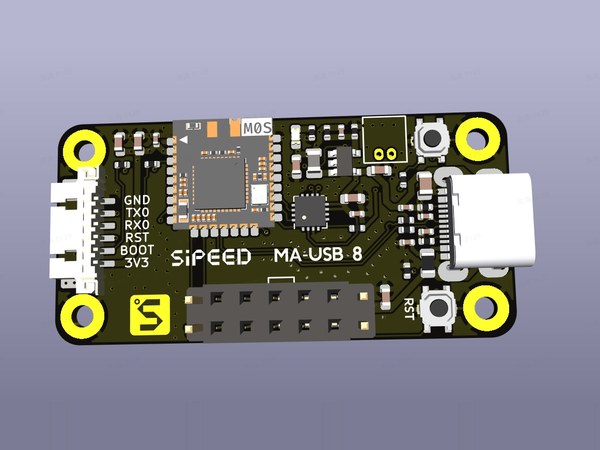 M0S
GND
TX0
RX0
RST
BOOT
3V3
SiPEED
MA-USB 8
RST